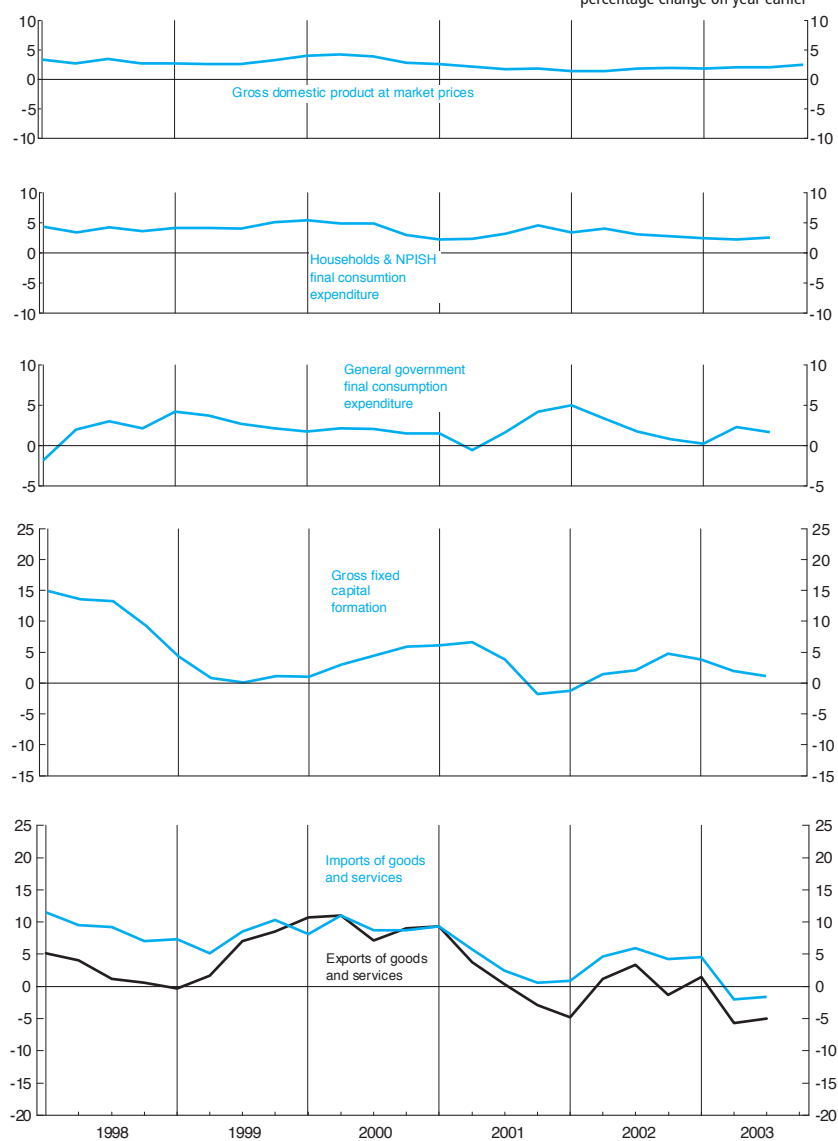 percentage change on year earlier
10 10
5 5
0 0
-5 -5
-10 -10
Gross domestic product at market prices
10 10
5 5
0 0
-5 -5
-10 -10
Households & NPISH
final consumtion
expenditure
10 10
5 5
0 0
-5 -5
General government
final consumption
expenditure
25 25
20 20
15 15
10 10
5 5
0 0
-5 -5
-10 -10
-15 -15
Gross fixed
capital
formation
25 25
20 20
15 15
10 10
5 5
0 0
-5 -5
-10 -10
-15 -15
-20 -20
Imports of goods
and services
Exports of goods
and services
1998 1999 2000 2001 2002 2003